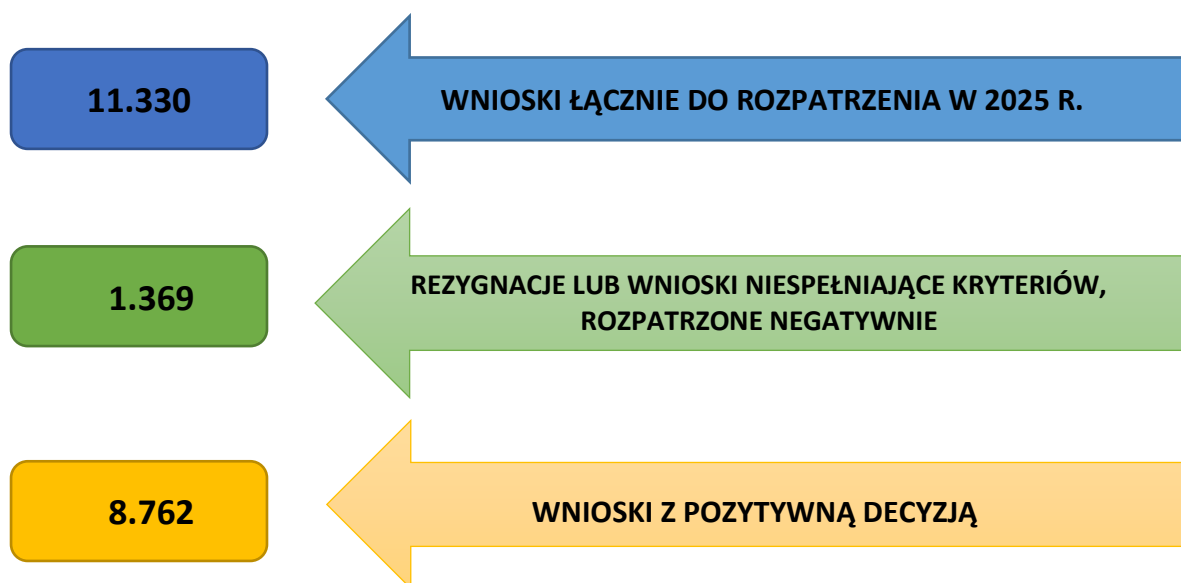 11.330
WNIOSKI ŁĄCZNIE DO ROZPATRZENIA W 2025 R.
1.369
REZYGNACJE LUB WNIOSKI NIESPEŁNIAJĄCE KRYTERIÓW,
ROZPATRZONE NEGATYWNIE
8.762
WNIOSKI Z POZYTYWNĄ DECYZJĄ